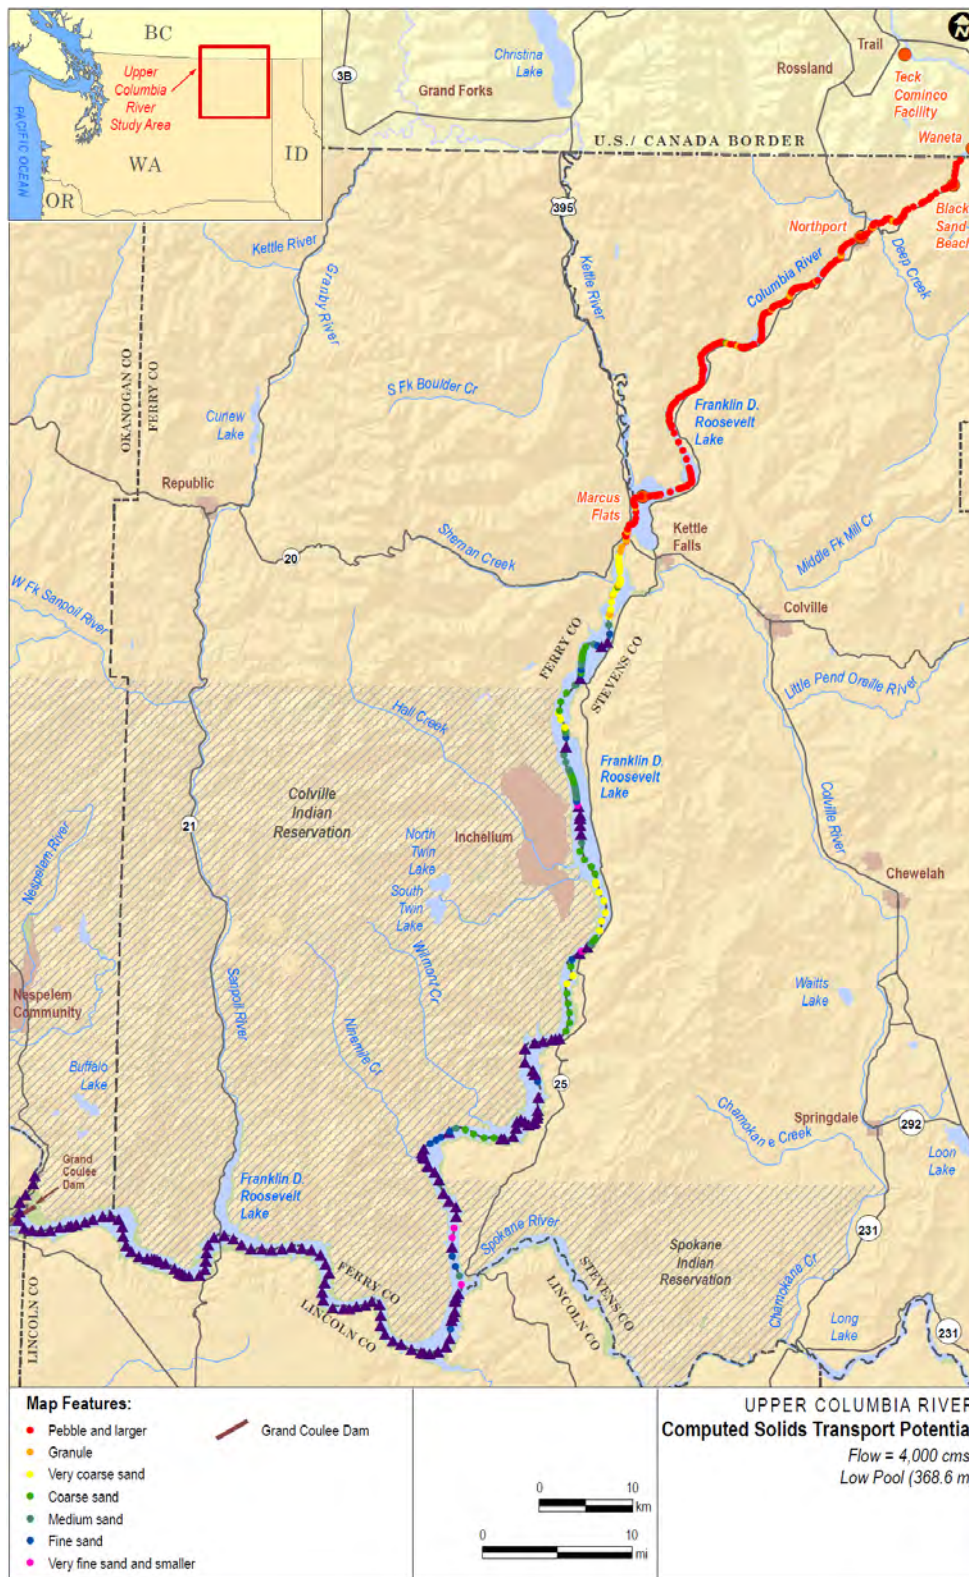 BC
Upper
Columbia
River
Study Area
PACIFIC OCEAN
WA
ID
OR
3B
Grand Forks
Christina
Lake
Trail
Rossland
Teck
Cominco
Facility
Waneta
N
U.S./ CANADA BORDER
395
Northport
Black
Sand
Beach
Kettle River
Granby River
Kettle River
Columbia River
Deep Creek
OKANOGAN CO
FERRY CO
S Fk Boulder Cr
Curlew
Lake
Franklin D.
Roosevelt
Lake
Republic
Marcus
Flats
Kettle
Falls
20
Sherman Creek
Middle Fk Mill Cr
W Fk Sanpoil River
Colville
FERRY CO
STEVENS CO
Little Pend Oreille River
Hall Creek
Franklin D.
Roosevelt
Lake
Colville
Indian
Reservation
21
Inchelium
Colville River
North
Twin
Lake
South
Twin
Lake
Nespelem River
Chewelah
Wilmont Cr
Sanpoil River
Waitts
Lake
Nespelem
Community
Ninemile Cr
Buffalo
Lake
25
Chamokane Creek
Springdale
292
Loon
Lake
Grand
Coulee
Dam
Franklin D.
Roosevelt
Lake
Spokane River
231
Spokane
Indian
Reservation
STEVENS CO
LINCOLN CO
FERRY CO
LINCOLN CO
LINCOLN CO
Chamokane Cr
Long
Lake
231
Map Features:
Pebble and larger
Granule
Very coarse sand
Coarse sand
Medium sand
Fine sand
Very fine sand and smaller
Grand Coulee Dam
0 10
km
0 10
mi
UPPER COLUMBIA RIVER
Computed Solids Transport Potentia
Flow = 4,000 cms
Low Pool (368.6 m